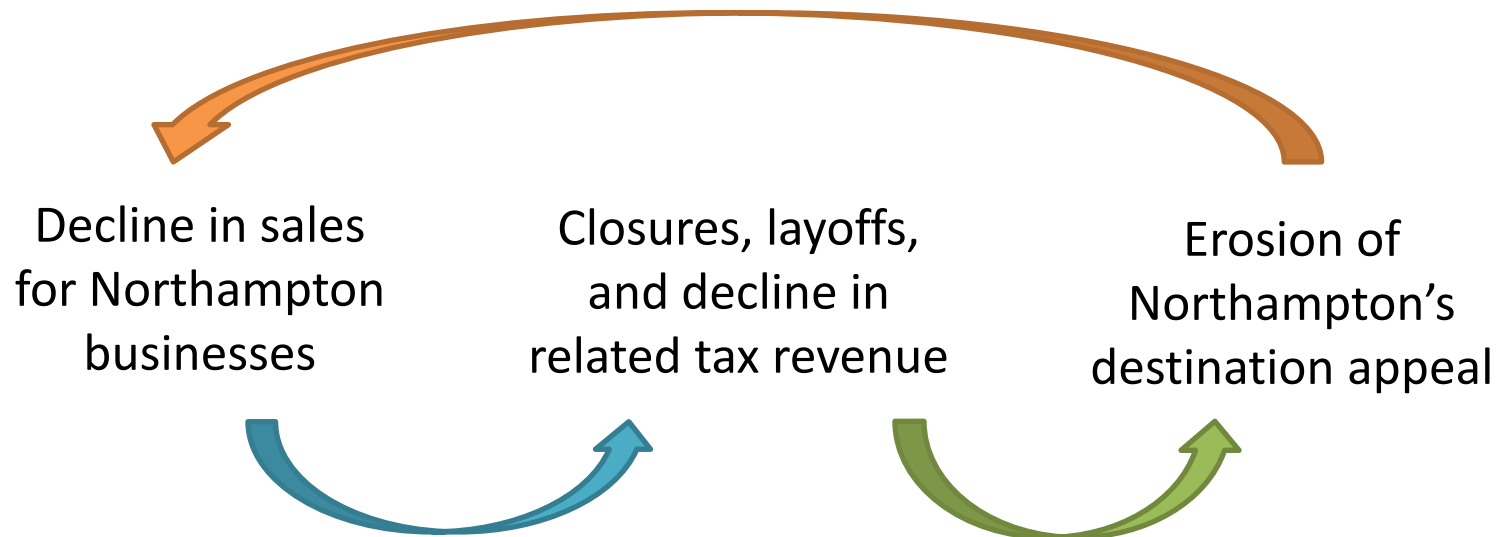 Decline in sales
for Northampton
businesses
Closures, layoffs,
and decline in
related tax revenue
Erosion of
Northampton’s
destination appeal